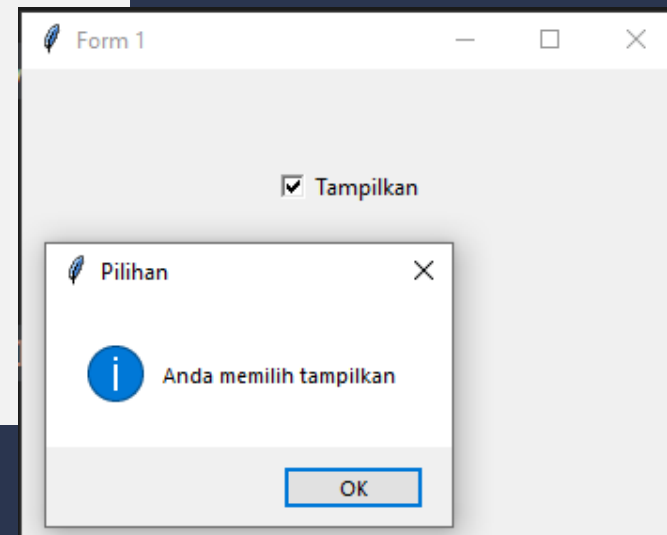 Form 1
Tampilkan
Pilihan
Anda memilih tampilkan
OK